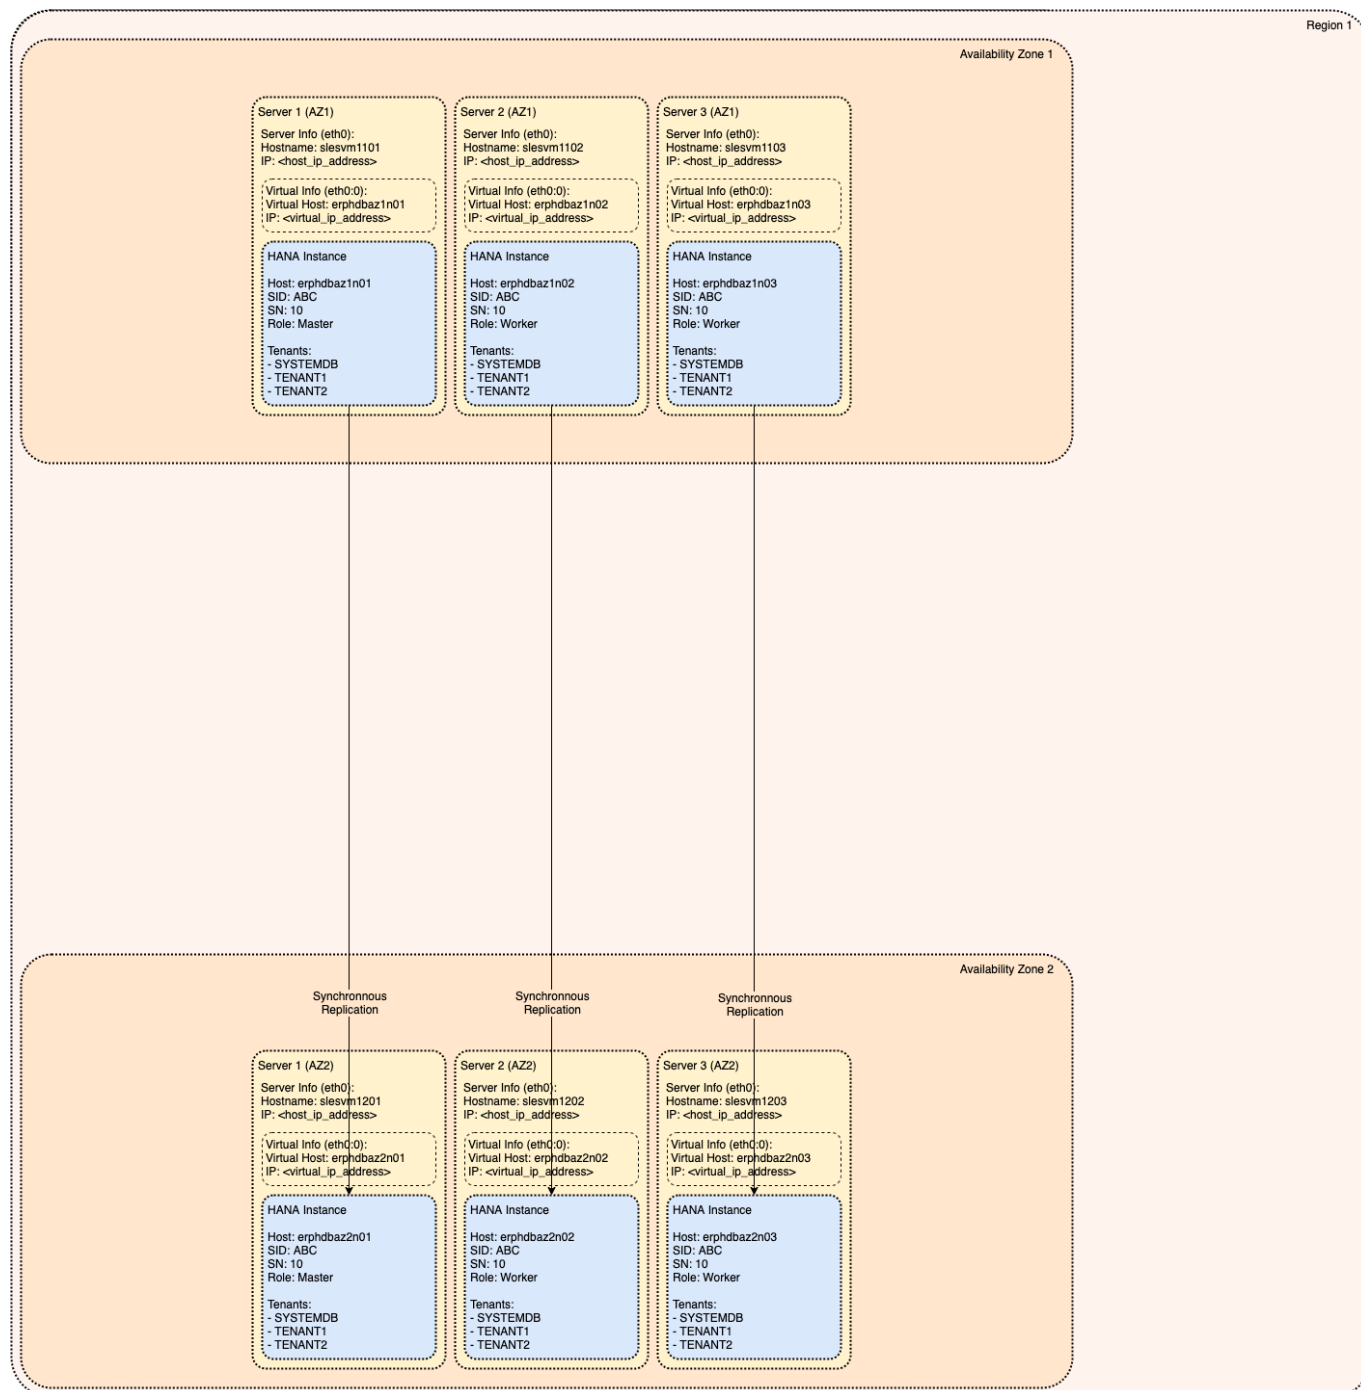 Region 1
Availability Zone 1
Server 1 (AZ1)
Server Info (eth0):
Hostname: slesvm1101
IP: <host_ip_address>
Virtual Info (eth0:0):
Virtual Host: erphdbaz1n01
IP: <virtual_ip_address>
HANA Instance
Host: erphdbaz1n01
SID: ABC
SN: 10
Role: Master
Tenants:
- SYSTEMDB
- TENANT1
- TENANT2
Server 2 (AZ1)
Server Info (eth0):
Hostname: slesvm1102
IP: <host_ip_address>
Virtual Info (eth0:0):
Virtual Host: erphdbaz1n02
IP: <virtual_ip_address>
HANA Instance
Host: erphdbaz1n02
SID: ABC
SN: 10
Role: Worker
Tenants:
- SYSTEMDB
- TENANT1
- TENANT2
Server 3 (AZ1)
Server Info (eth0):
Hostname: slesvm1103
IP: <host_ip_address>
Virtual Info (eth0:0):
Virtual Host: erphdbaz1n03
IP: <virtual_ip_address>
HANA Instance
Host: erphdbaz1n03
SID: ABC
SN: 10
Role: Worker
Tenants:
- SYSTEMDB
- TENANT1
- TENANT2
Availability Zone 2
Synchronnous
Replication
Synchronnous
Replication
Synchronnous
Replication
Server 1 (AZ2)
Server Info (eth0):
Hostname: slesvm1201
IP: <host_ip_address>
Virtual Info (eth0:0):
Virtual Host: erphdbaz2n01
IP: <virtual_ip_address>
HANA Instance
Host: erphdbaz2n01
SID: ABC
SN: 10
Role: Master
Tenants:
- SYSTEMDB
- TENANT1
- TENANT2
Server 2 (AZ2)
Server Info (eth0):
Hostname: slesvm1202
IP: <host_ip_address>
Virtual Info (eth0:0):
Virtual Host: erphdbaz2n02
IP: <virtual_ip_address>
HANA Instance
Host: erphdbaz2n02
SID: ABC
SN: 10
Role: Worker
Tenants:
- SYSTEMDB
- TENANT1
- TENANT2
Server 3 (AZ2)
Server Info (eth0):
Hostname: slesvm1203
IP: <host_ip_address>
Virtual Info (eth0:0):
Virtual Host: erphdbaz2n03
IP: <virtual_ip_address>
HANA Instance
Host: erphdbaz2n03
SID: ABC
SN: 10
Role: Worker
Tenants:
- SYSTEMDB
- TENANT1
- TENANT2